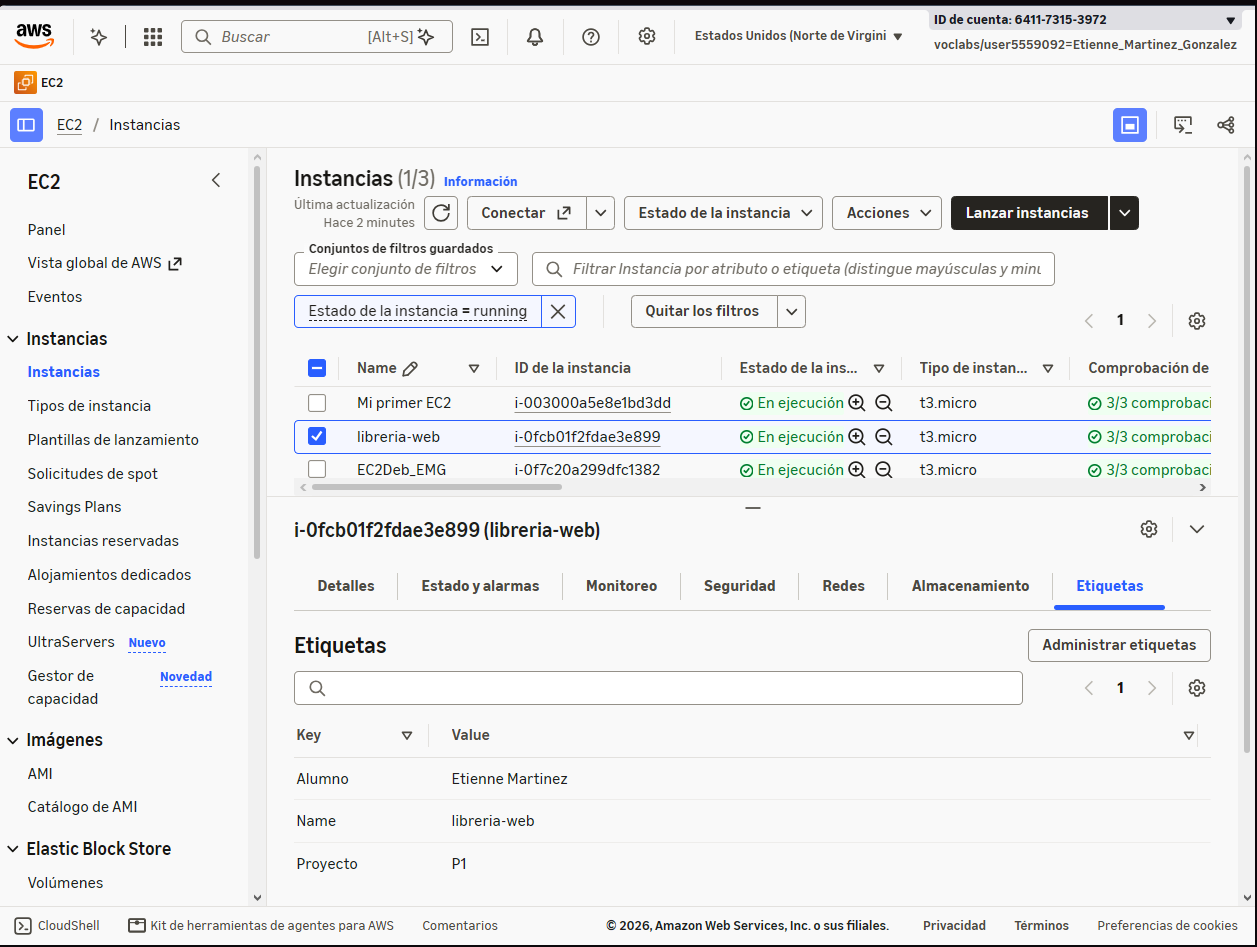 aws
Buscar [Alt+S]
Estados Unidos (Norte de Virgini
ID de cuenta: 6411-7315-3972
voclabs/user5559092=Etienne_Martinez_Gonzalez
EC2
EC2 / Instancias
EC2
Panel
Vista global de AWS
Eventos
Instancias
Instancias
Tipos de instancia
Plantillas de lanzamiento
Solicitudes de spot
Savings Plans
Instancias reservadas
Alojamientos dedicados
Reservas de capacidad
UltraServers Nuevo
Gestor de capacidad Novedad
Imágenes
AMI
Catálogo de AMI
Elastic Block Store
Volúmenes
Instancias (1/3) Información
Última actualización
Hace 2 minutes
Conectar
Estado de la instancia
Acciones
Lanzar instancias
Conjuntos de filtros guardados
Elegir conjunto de filtros
Filtrar Instancia por atributo o etiqueta (distingue mayúsculas y minu
Estado de la instancia = running
Quitar los filtros
1
Name ID de la instancia Estado de la ins... Tipo de instan... Comprobación de
Mi primer EC2 i-003000a5e8e1bd3dd En ejecución t3.micro 3/3 comprobaci
libreria-web i-0fcb01f2fdae3e899 En ejecución t3.micro 3/3 comprobaci
EC2Deb_EMG i-0f7c20a299dfc1382 En ejecución t3.micro 3/3 comprobaci
i-0fcb01f2fdae3e899 (libreria-web)
Detalles Estado y alarmas Monitoreo Seguridad Redes Almacenamiento Etiquetas
Etiquetas
Administrar etiquetas
1
Key Value
Alumno Etienne Martinez
Name libreria-web
Proyecto P1
CloudShell Kit de herramientas de agentes para AWS Comentarios © 2026, Amazon Web Services, Inc. o sus filiales. Privacidad Términos Preferencias de cookies